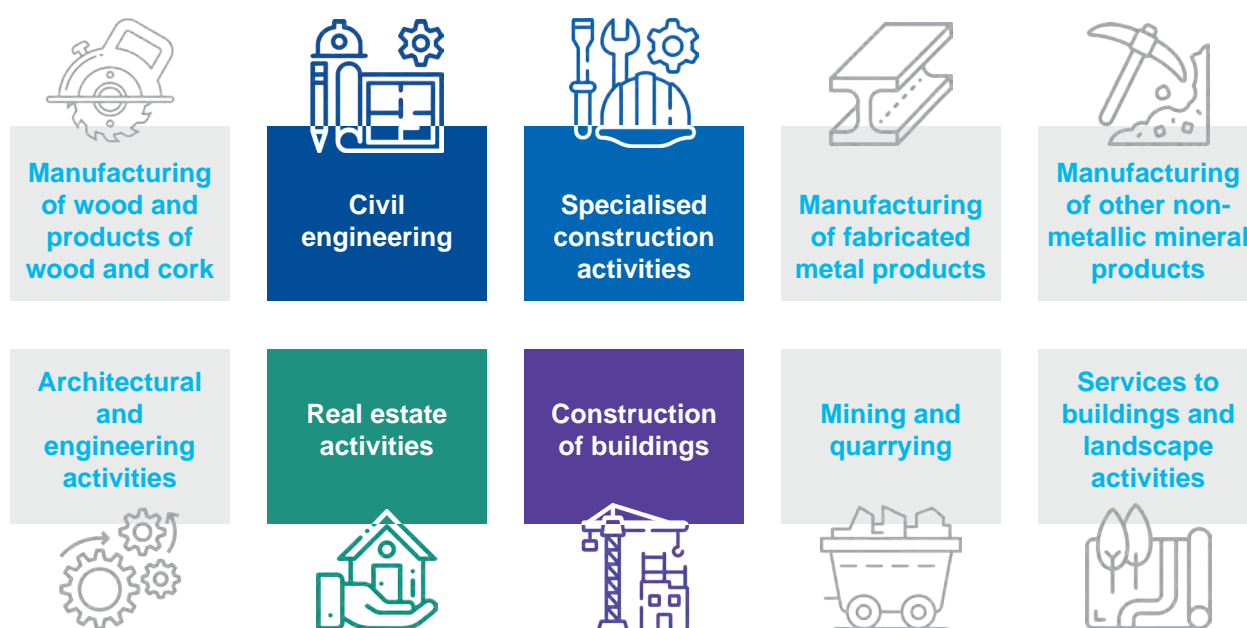 Manufacturing
of wood and
products of
wood and cork
Civil
engineering
Specialised
construction
activities
Manufacturing
of fabricated
metal products
Manufacturing
of other non-
metallic mineral
products
Architectural
and
engineering
activities
Real estate
activities
Construction
of buildings
Mining and
quarrying
Services to
buildings and
landscape
activities